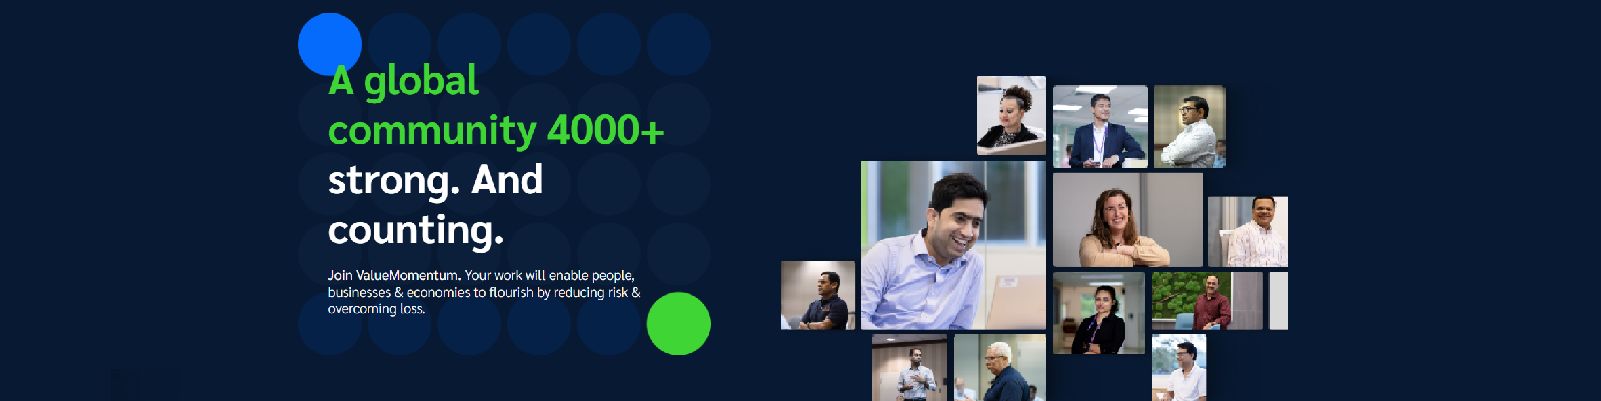 A global
community 4000+
strong. And
counting.
Join ValueMomentum. Your work will enable people,
businesses & economies to flourish by reducing risk &
overcoming loss.